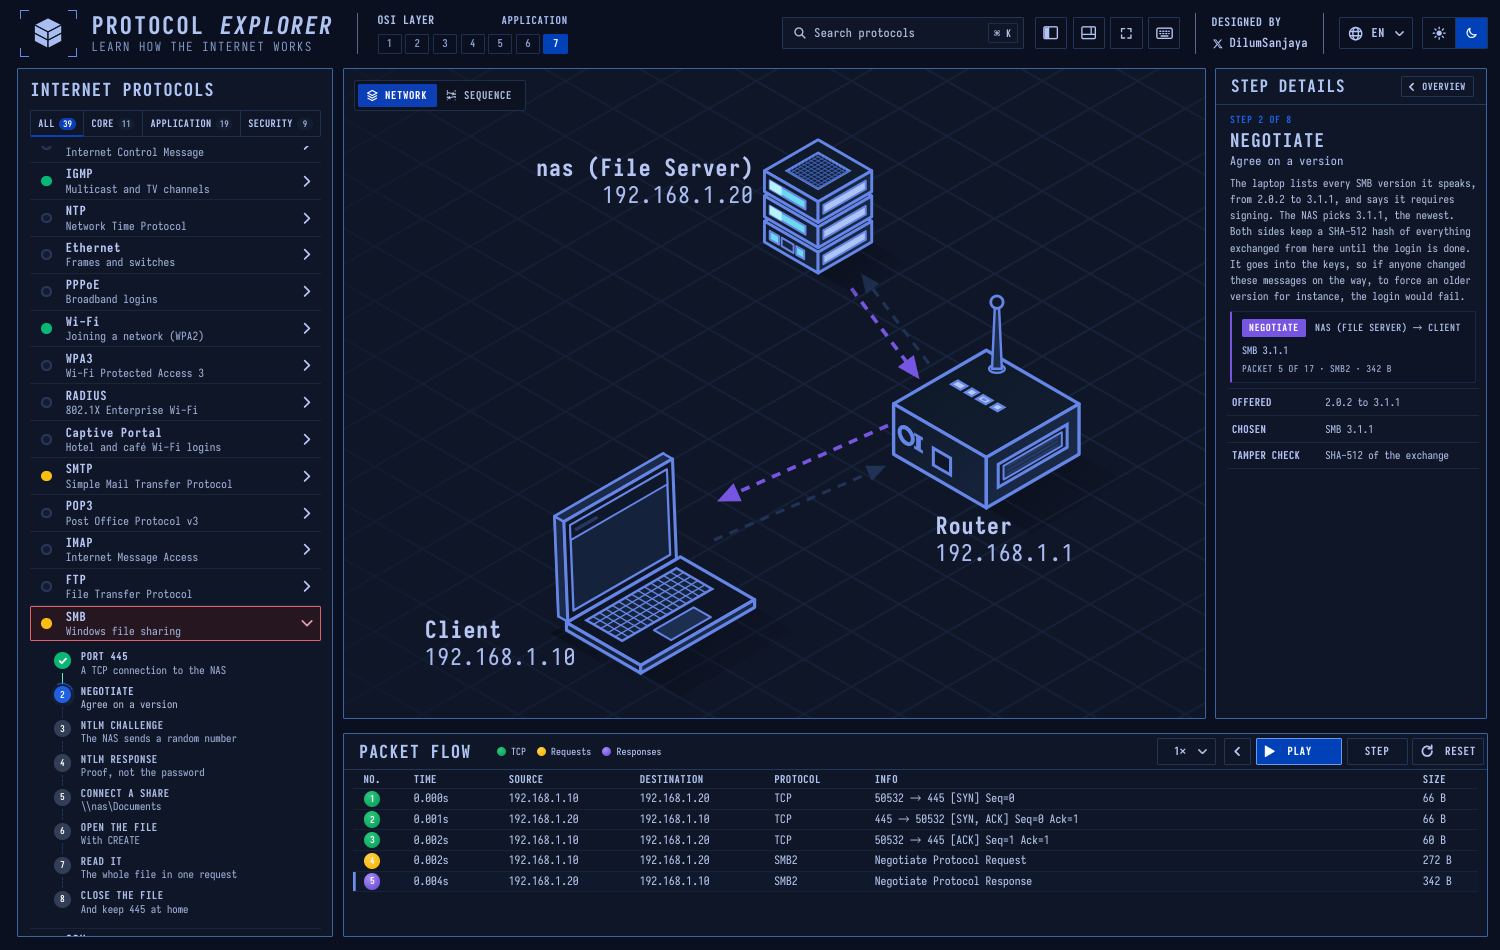 PROTOCOL EXPLORER
LEARN HOW THE INTERNET WORKS
OSI LAYER APPLICATION
1 2 3 4 5 6 7
Search protocols ⌘ K
DESIGNED BY
DilumSanjaya
EN
INTERNET PROTOCOLS
ALL 39 CORE 11 APPLICATION 19 SECURITY 9
Internet Control Message
IGMP
Multicast and TV channels
NTP
Network Time Protocol
Ethernet
Frames and switches
PPPoE
Broadband logins
Wi-Fi
Joining a network (WPA2)
WPA3
Wi-Fi Protected Access 3
RADIUS
802.1X Enterprise Wi-Fi
Captive Portal
Hotel and café Wi-Fi logins
SMTP
Simple Mail Transfer Protocol
POP3
Post Office Protocol v3
IMAP
Internet Message Access
FTP
File Transfer Protocol
SMB
Windows file sharing
PORT 445
A TCP connection to the NAS
2 NEGOTIATE
Agree on a version
3 NTLM CHALLENGE
The NAS sends a random number
4 NTLM RESPONSE
Proof, not the password
5 CONNECT A SHARE
\\nas\Documents
6 OPEN THE FILE
With CREATE
7 READ IT
The whole file in one request
8 CLOSE THE FILE
And keep 445 at home
NETWORK SEQUENCE
nas (File Server)
192.168.1.20
Router
192.168.1.1
Client
192.168.1.10
STEP DETAILS OVERVIEW
STEP 2 OF 8
NEGOTIATE
Agree on a version
The laptop lists every SMB version it speaks,
from 2.0.2 to 3.1.1, and says it requires
signing. The NAS picks 3.1.1, the newest.
Both sides keep a SHA-512 hash of everything
exchanged from here until the login is done.
It goes into the keys, so if anyone changed
these messages on the way, to force an older
version for instance, the login would fail.
NEGOTIATE NAS (FILE SERVER) → CLIENT
SMB 3.1.1
PACKET 5 OF 17 · SMB2 · 342 B
OFFERED 2.0.2 to 3.1.1
CHOSEN SMB 3.1.1
TAMPER CHECK SHA-512 of the exchange
PACKET FLOW TCP Requests Responses 1× PLAY STEP RESET
NO. TIME SOURCE DESTINATION PROTOCOL INFO SIZE
1 0.000s 192.168.1.10 192.168.1.20 TCP 50532 → 445 [SYN] Seq=0 66 B
2 0.001s 192.168.1.20 192.168.1.10 TCP 445 → 50532 [SYN, ACK] Seq=0 Ack=1 66 B
3 0.002s 192.168.1.10 192.168.1.20 TCP 50532 → 445 [ACK] Seq=1 Ack=1 60 B
4 0.002s 192.168.1.10 192.168.1.20 SMB2 Negotiate Protocol Request 272 B
5 0.004s 192.168.1.20 192.168.1.10 SMB2 Negotiate Protocol Response 342 B